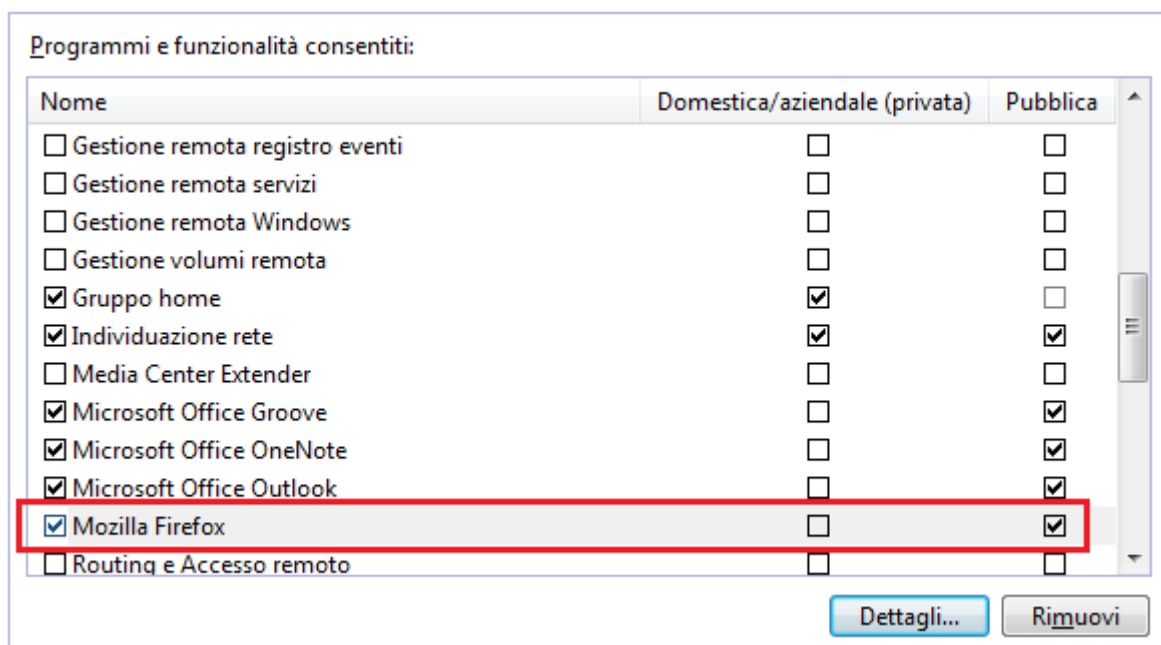 Programmi e funzionalità consentiti:
Nome Domestica/aziendale (privata) Pubblica
Gestione remota registro eventi
Gestione remota servizi
Gestione remota Windows
Gestione volumi remota
Gruppo home
Individuazione rete
Media Center Extender
Microsoft Office Groove
Microsoft Office OneNote
Microsoft Office Outlook
Mozilla Firefox
Routing e Accesso remoto
Dettagli... Rimuovi